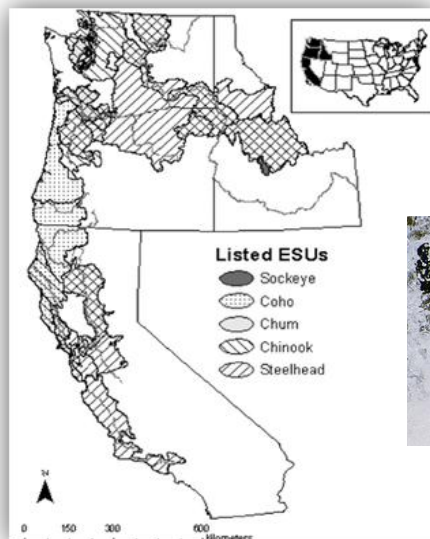 Listed ESUs
Sockeye
Coho
Chum
Chinook
Steelhead
N
0 150 300 600
kilometers